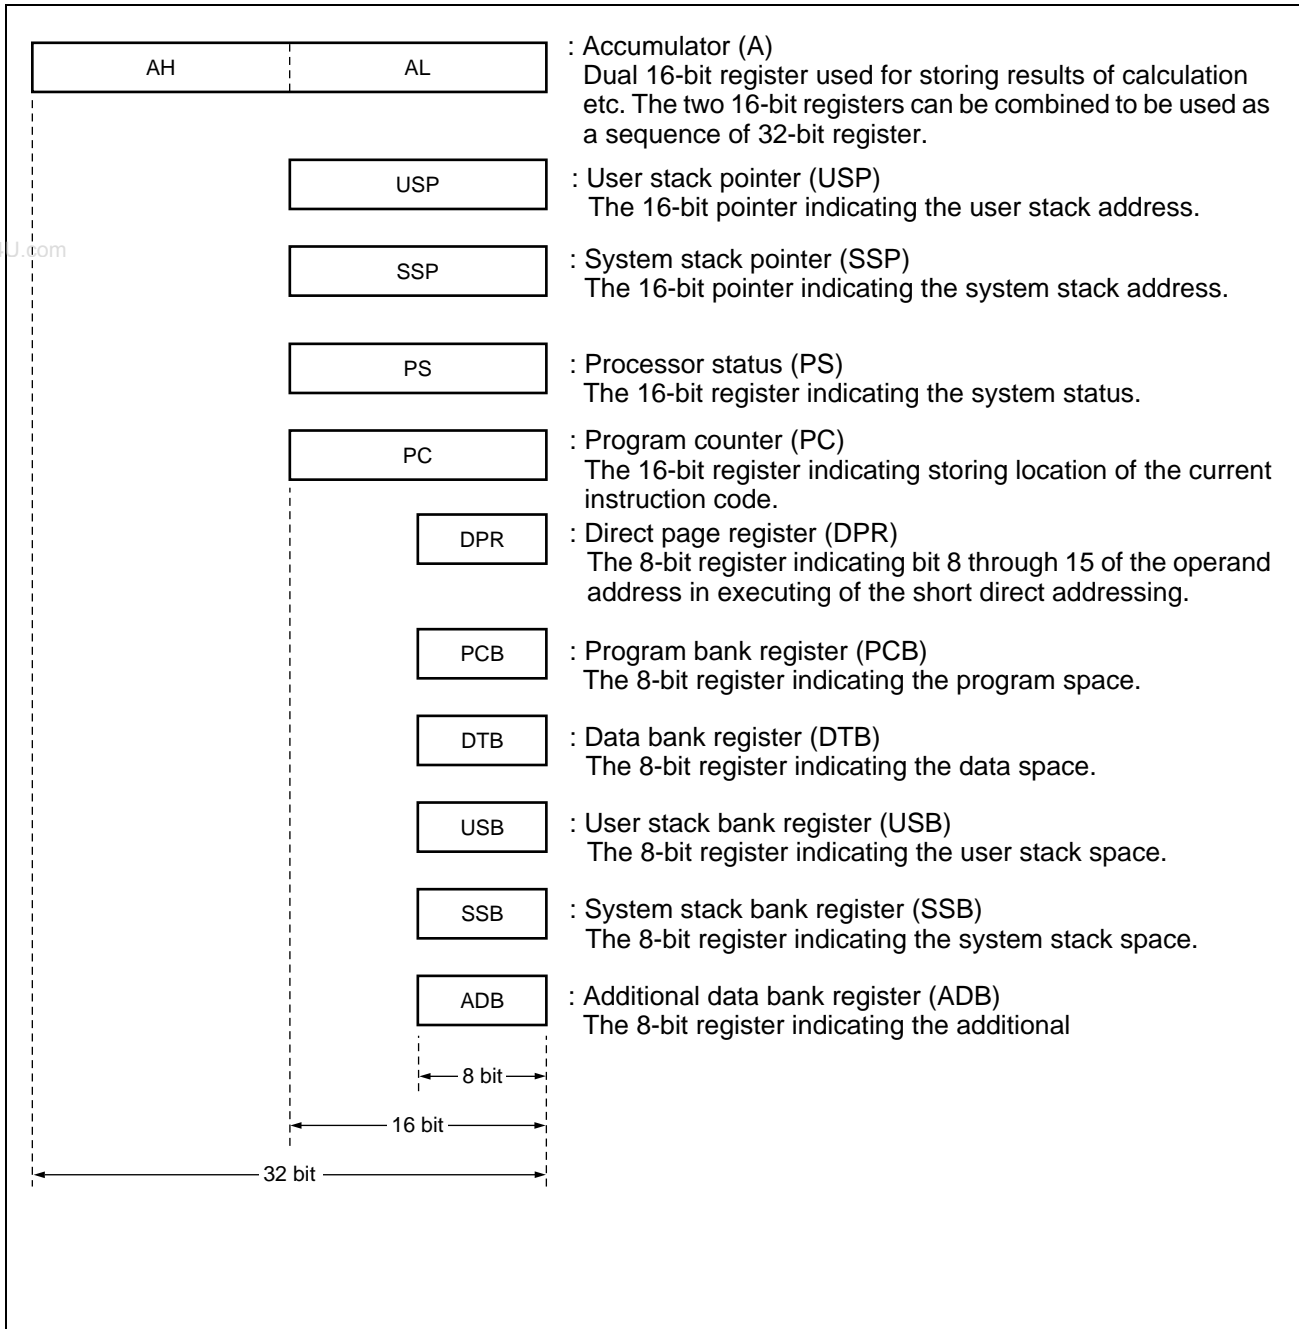 AH AL : Accumulator (A)
Dual 16-bit register used for storing results of calculation
etc. The two 16-bit registers can be combined to be used as
a sequence of 32-bit register.
USP : User stack pointer (USP)
The 16-bit pointer indicating the user stack address.
4U.com
SSP : System stack pointer (SSP)
The 16-bit pointer indicating the system stack address.
PS : Processor status (PS)
The 16-bit register indicating the system status.
PC : Program counter (PC)
The 16-bit register indicating storing location of the current
instruction code.
DPR : Direct page register (DPR)
The 8-bit register indicating bit 8 through 15 of the operand
address in executing of the short direct addressing.
PCB : Program bank register (PCB)
The 8-bit register indicating the program space.
DTB : Data bank register (DTB)
The 8-bit register indicating the data space.
USB : User stack bank register (USB)
The 8-bit register indicating the user stack space.
SSB : System stack bank register (SSB)
The 8-bit register indicating the system stack space.
ADB : Additional data bank register (ADB)
The 8-bit register indicating the additional
8 bit
16 bit
32 bit